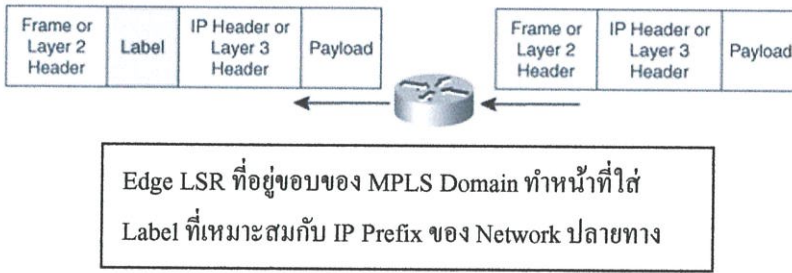 Frame or
Layer 2
Header
Label
IP Header or
Layer 3
Header
Payload
Frame or
Layer 2
Header
IP Header or
Layer 3
Header
Payload
Edge LSR ที่อยู่ขอบของ MPLS Domain ทำหน้าที่ใส่
Label ที่เหมาะสมกับ IP Prefix ของ Network ปลายทาง